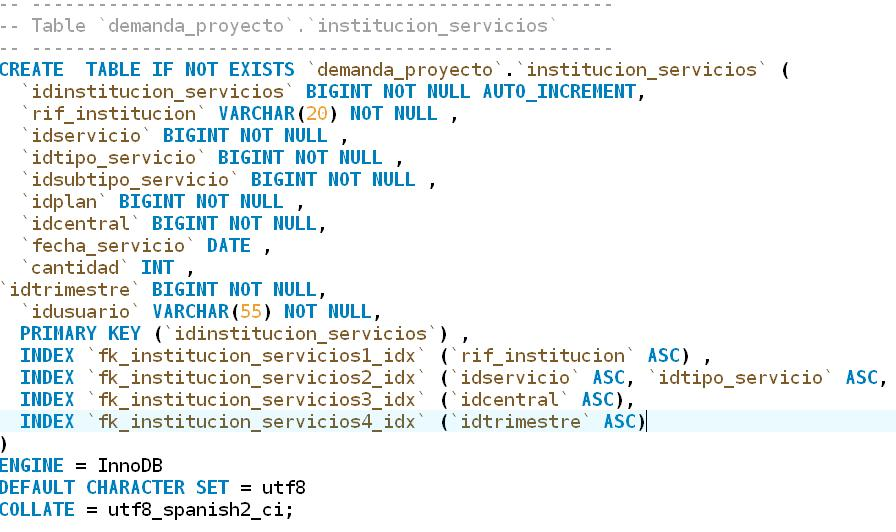 -- -----------------------------------------------------
-- Table `demanda_proyecto`.`institucion_servicios`
-- -----------------------------------------------------
CREATE  TABLE IF NOT EXISTS `demanda_proyecto`.`institucion_servicios` (
  `idinstitucion_servicios` BIGINT NOT NULL AUTO_INCREMENT,
  `rif_institucion` VARCHAR(20) NOT NULL ,
  `idservicio` BIGINT NOT NULL ,
  `idtipo_servicio` BIGINT NOT NULL ,
  `idsubtipo_servicio` BIGINT NOT NULL ,
  `idplan` BIGINT NOT NULL ,
  `idcentral` BIGINT NOT NULL,
  `fecha_servicio` DATE ,
  `cantidad` INT ,
`idtrimestre` BIGINT NOT NULL,
  `idusuario` VARCHAR(55) NOT NULL,
  PRIMARY KEY (`idinstitucion_servicios`) ,
  INDEX `fk_institucion_servicios1_idx` (`rif_institucion` ASC) ,
  INDEX `fk_institucion_servicios2_idx` (`idservicio` ASC, `idtipo_servicio` ASC,
  INDEX `fk_institucion_servicios3_idx` (`idcentral` ASC),
  INDEX `fk_institucion_servicios4_idx` (`idtrimestre` ASC)
)
ENGINE = InnoDB
DEFAULT CHARACTER SET = utf8
COLLATE = utf8_spanish2_ci;